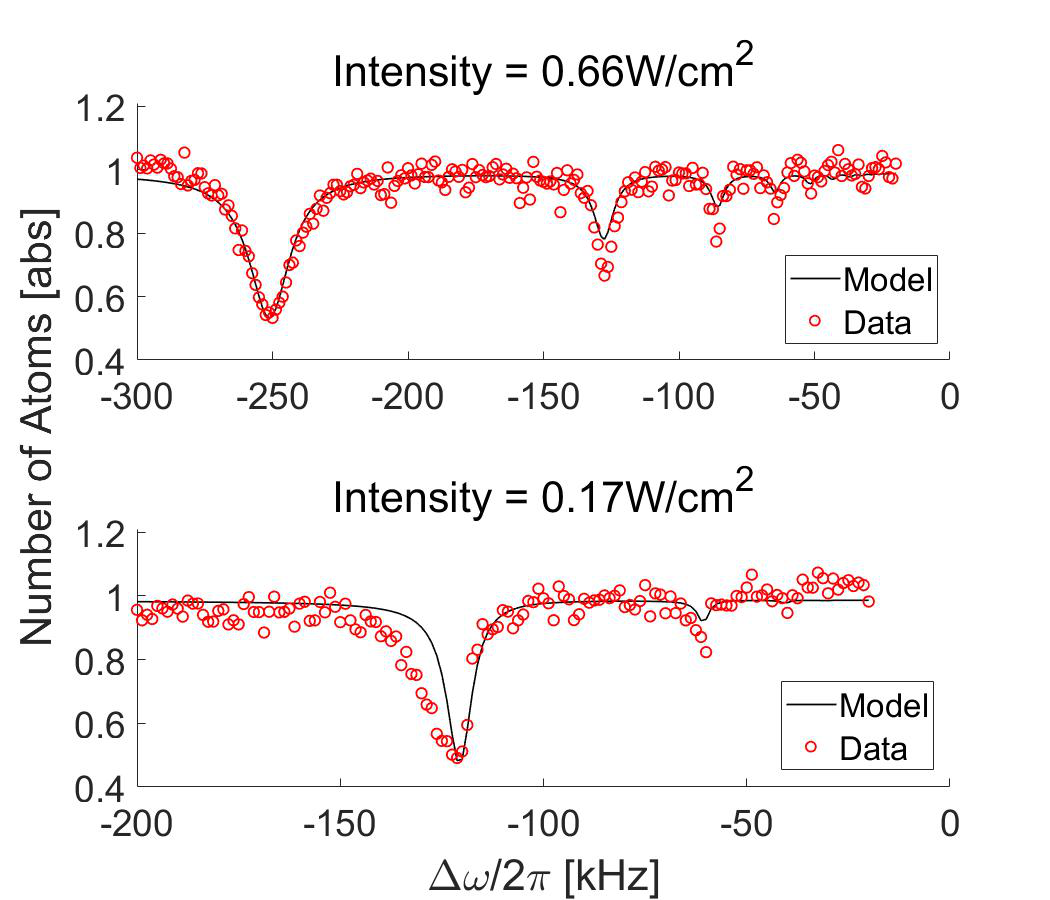 Intensity = 0.66W/cm²
1.2
1
0.8
0.6
0.4
-300 -250 -200 -150 -100 -50 0
Model
Data
Number of Atoms [abs]
Intensity = 0.17W/cm²
1.2
1
0.8
0.6
0.4
-200 -150 -100 -50 0
Model
Data
Δω/2π [kHz]